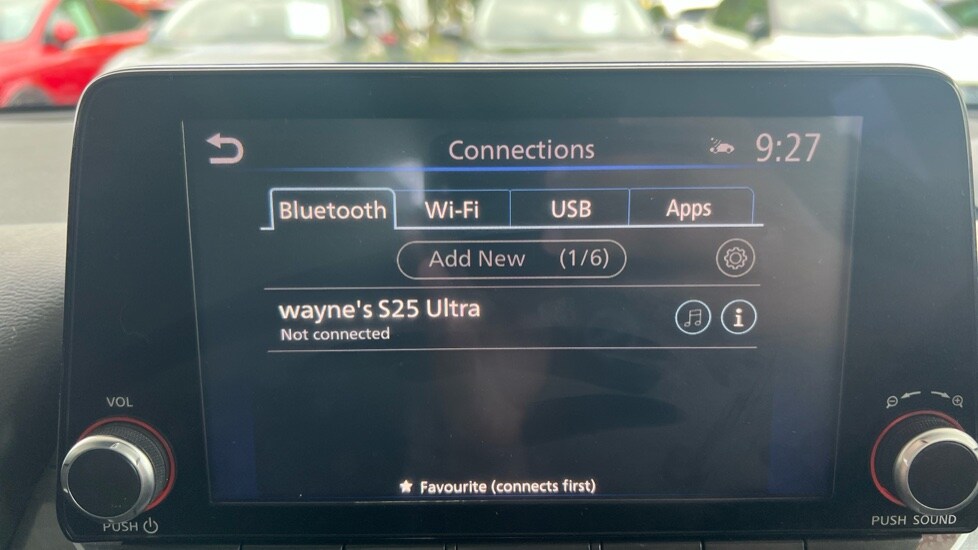 Connections 9:27
Bluetooth Wi-Fi USB Apps
Add New (1/6)
wayne's S25 Ultra
Not connected
★ Favourite (connects first)
VOL
PUSH
PUSH SOUND